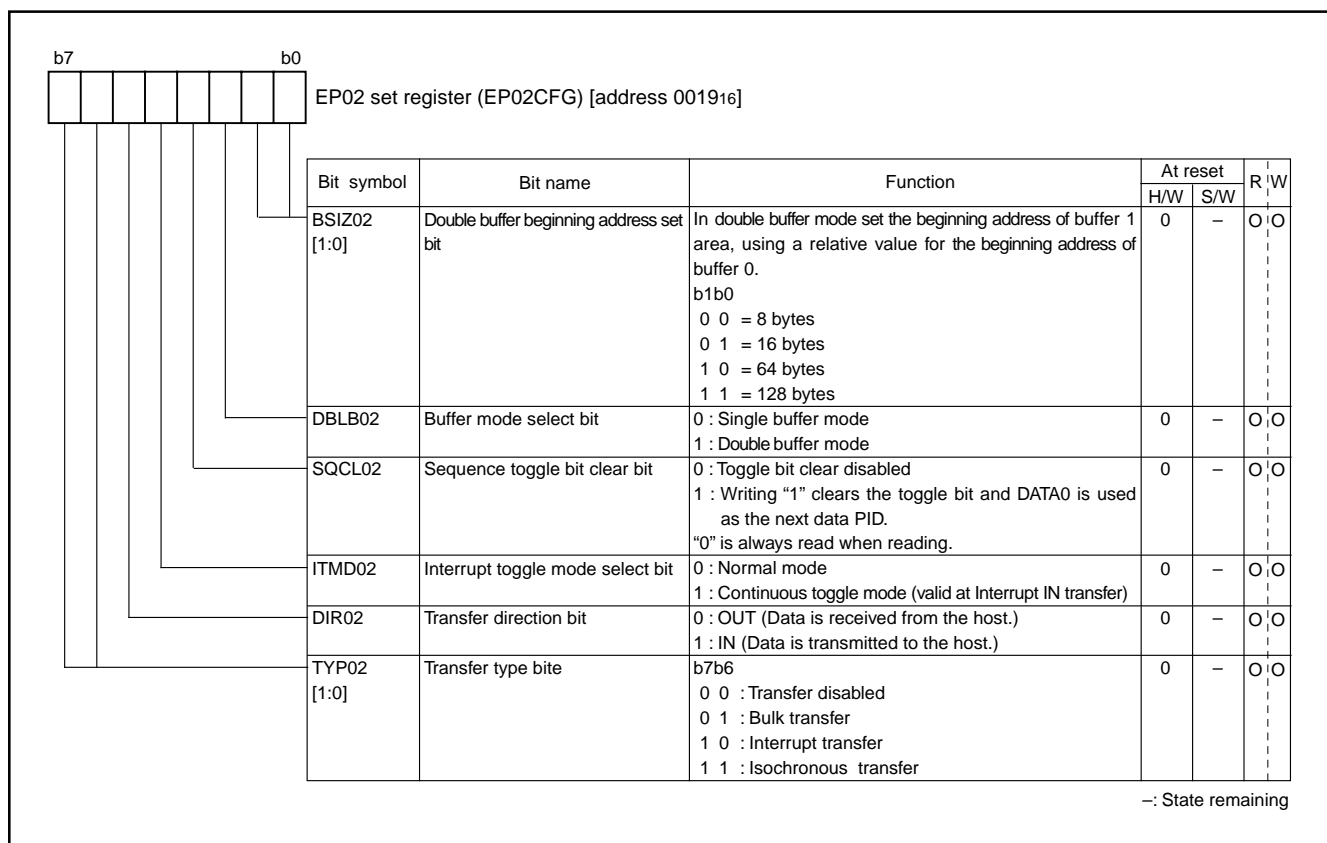 b7 b0
EP02 set register (EP02CFG) [address 001916]
Bit symbol Bit name Function At reset R W
H/W S/W
BSIZ02 Double buffer beginning address set In double buffer mode set the beginning address of buffer 1 0 – O O
[1:0] bit area, using a relative value for the beginning address of
buffer 0.
b1b0
0 0 = 8 bytes
0 1 = 16 bytes
1 0 = 64 bytes
1 1 = 128 bytes
DBLB02 Buffer mode select bit 0 : Single buffer mode 0 – O O
1 : Double buffer mode
SQCL02 Sequence toggle bit clear bit 0 : Toggle bit clear disabled 0 – O O
1 : Writing “1” clears the toggle bit and DATA0 is used
as the next data PID.
“0” is always read when reading.
ITMD02 Interrupt toggle mode select bit 0 : Normal mode 0 – O O
1 : Continuous toggle mode (valid at Interrupt IN transfer)
DIR02 Transfer direction bit 0 : OUT (Data is received from the host.) 0 – O O
1 : IN (Data is transmitted to the host.)
TYP02 Transfer type bite b7b6 0 – O O
[1:0] 0 0 : Transfer disabled
0 1 : Bulk transfer
1 0 : Interrupt transfer
1 1 : Isochronous transfer
–: State remaining